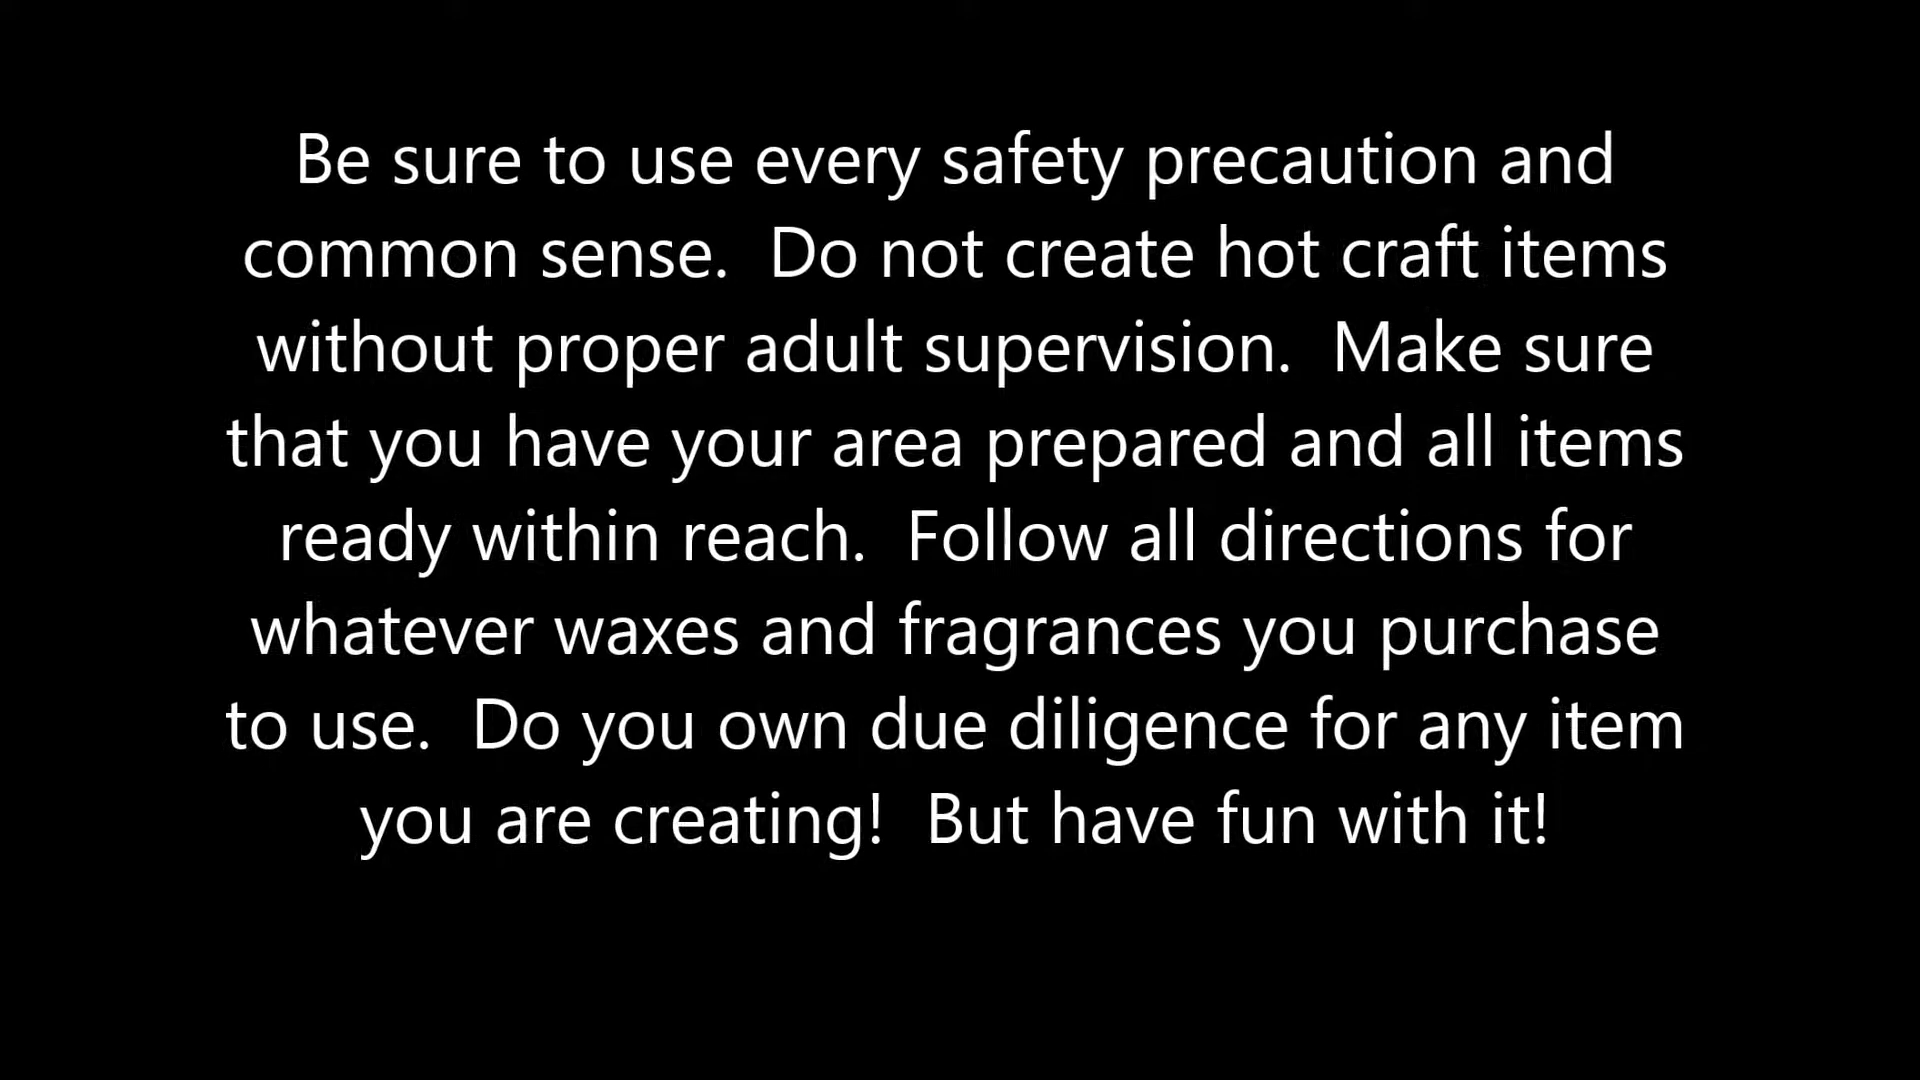 Be sure to use every safety precaution and
common sense.  Do not create hot craft items
without proper adult supervision.  Make sure
that you have your area prepared and all items
ready within reach.  Follow all directions for
whatever waxes and fragrances you purchase
to use.  Do you own due diligence for any item
you are creating!  But have fun with it!